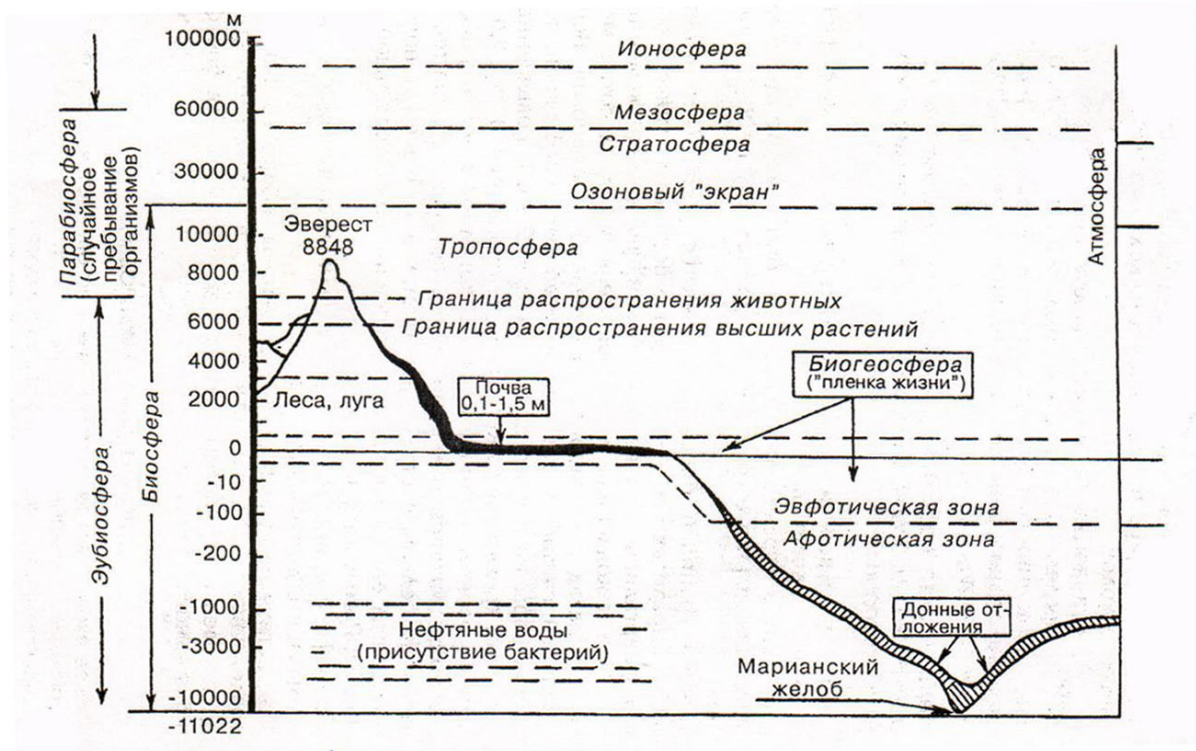 м
100000
60000
30000
10000
8000
6000
4000
2000
0
-10
-100
-200
-1000
-3000
-10000
-11022
Парабиосфера
(случайное
пребывание
организмов)
Эубиосфера
Биосфера
Ионосфера
Мезосфера
Стратосфера
Озоновый "экран"
Эверест
8848
Тропосфера
Граница распространения животных
Граница распространения высших растений
Биогеосфера
("пленка жизни")
Леса, луга
Почва
0,1-1,5 м
Эвфотическая зона
Афотическая зона
Нефтяные воды
(присутствие бактерий)
Донные от-
ложения
Марианский
желоб
Атмосфера